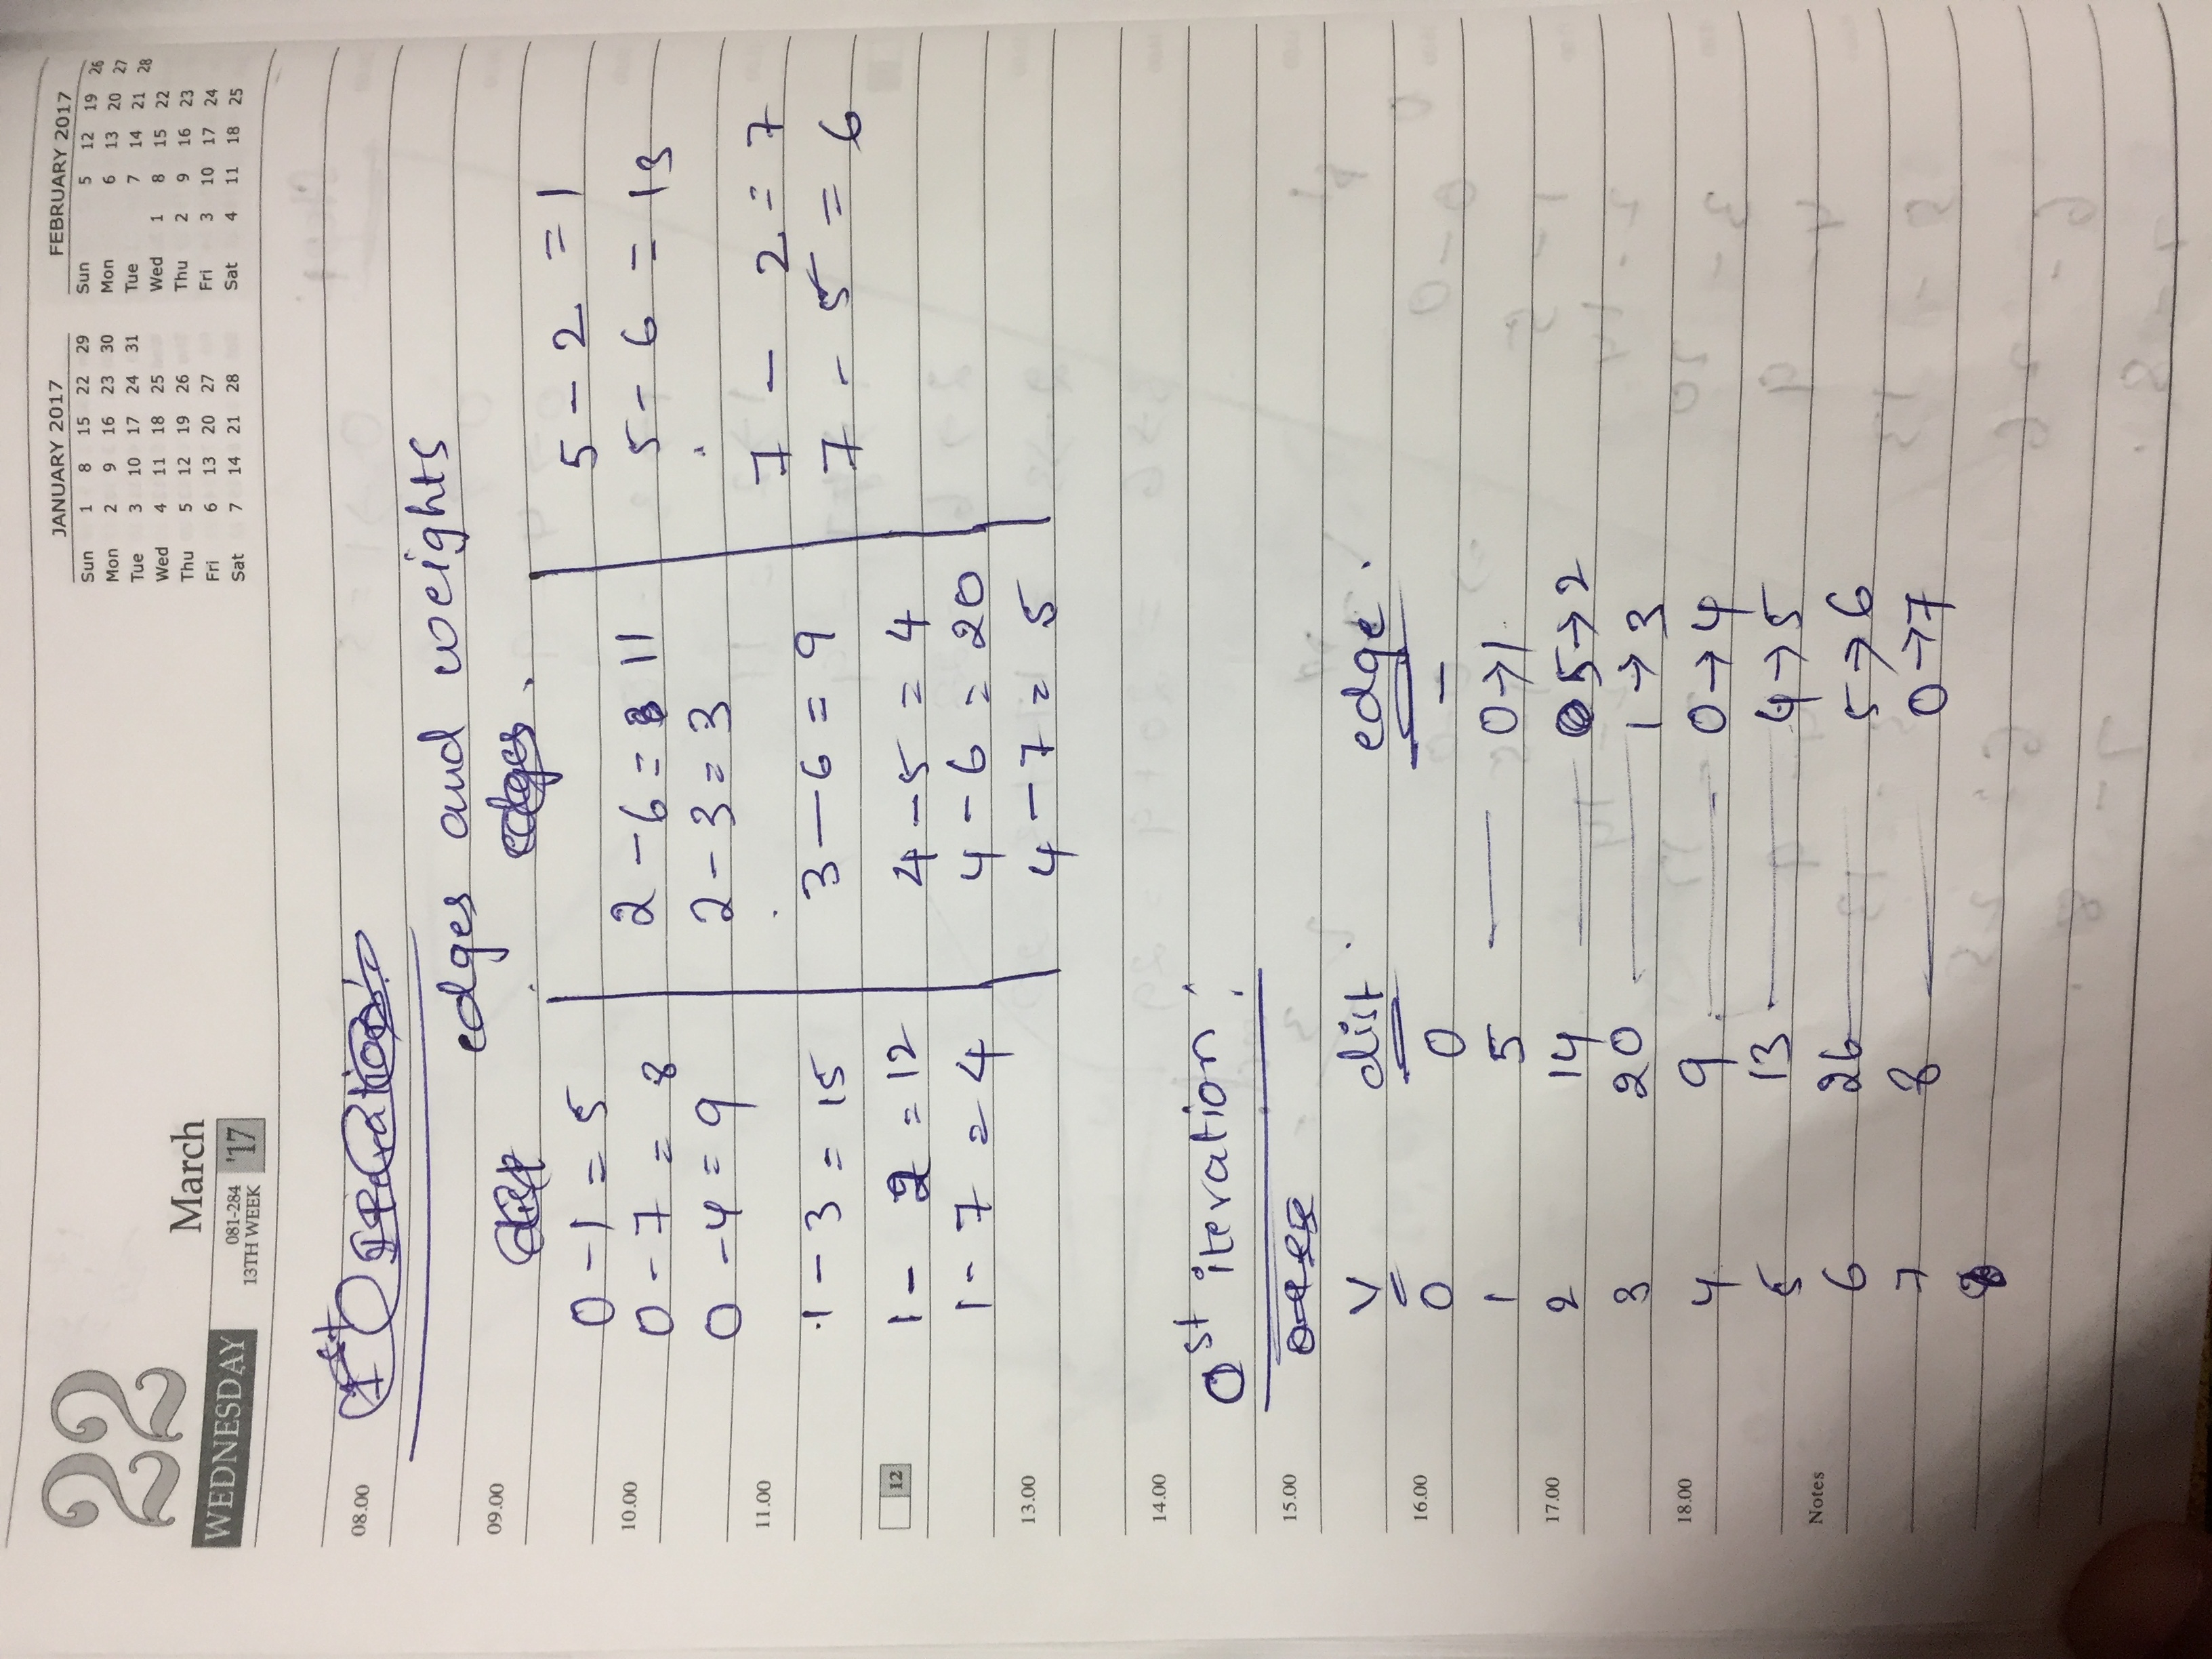 22
March
WEDNESDAY
081-284
13TH WEEK
'17
JANUARY 2017
Sun 1 8 15 22 29
Mon 2 9 16 23 30
Tue 3 10 17 24 31
Wed 4 11 18 25
Thu 5 12 19 26
Fri 6 13 20 27
Sat 7 14 21 28
FEBRUARY 2017
Sun 5 12 19 26
Mon 6 13 20 27
Tue 7 14 21 28
Wed 1 8 15 22
Thu 2 9 16 23
Fri 3 10 17 24
Sat 4 11 18 25
08.00
edges and weights
09.00
0 - 1 = 5
10.00
0 - 7 = 8
0 - 4 = 9
11.00
1 - 3 = 15
12
1 - 2 = 12
1 - 7 = 4
13.00
2 - 6 = 11
2 - 3 = 3
3 - 6 = 9
4 - 5 = 4
4 - 6 = 20
4 - 7 = 5
5 - 2 = 1
5 - 6 = 13
7 - 2 = 7
7 - 5 = 6
14.00
0st iteration :
15.00
V dist edge
16.00
0 0 -
1 5 0→1
17.00
2 14 5→2
3 20 1→3
18.00
4 9 0→4
5 13 4→5
Notes
6 26 5→6
7 8 0→7